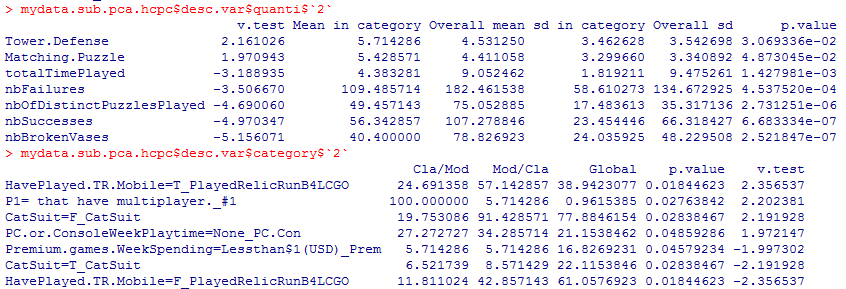 > mydata.sub.pca.hcpc$desc.var$quanti$`2`
v.test Mean in category Overall mean sd in category Overall sd p.value
Tower.Defense 2.161026 5.714286 4.531250 3.462628 3.542698 3.069336e-02
Matching.Puzzle 1.970943 5.428571 4.411058 3.299660 3.340892 4.873045e-02
totalTimePlayed -3.188935 4.383281 9.052462 1.819211 9.475261 1.427981e-03
nbFailures -3.506670 109.485714 182.461538 58.610273 134.672925 4.537520e-04
nbOfDistinctPuzzlesPlayed -4.690060 49.457143 75.052885 17.483613 35.317136 2.731251e-06
nbSuccesses -4.970347 56.342857 107.278846 23.454446 66.318427 6.683334e-07
nbBrokenVases -5.156071 40.400000 78.826923 24.035925 48.229508 2.521847e-07
> mydata.sub.pca.hcpc$desc.var$category$`2`
Cla/Mod Mod/Cla Global p.value v.test
HavePlayed.TR.Mobile=T_PlayedRelicRunB4LCGO 24.691358 57.142857 38.9423077 0.01844623 2.356537
P1= that have multiplayer._#1 100.000000 5.714286 0.9615385 0.02763842 2.202381
CatSuit=F_CatSuit 19.753086 91.428571 77.8846154 0.02838467 2.191928
PC.or.ConsoleWeekPlaytime=None_PC.Con 27.272727 34.285714 21.1538462 0.04859286 1.972147
Premium.games.WeekSpending=Lessthan$1(USD)_Prem 5.714286 5.714286 16.8269231 0.04579234 -1.997302
CatSuit=T_CatSuit 6.521739 8.571429 22.1153846 0.02838467 -2.191928
HavePlayed.TR.Mobile=F_PlayedRelicRunB4LCGO 11.811024 42.857143 61.0576923 0.01844623 -2.356537